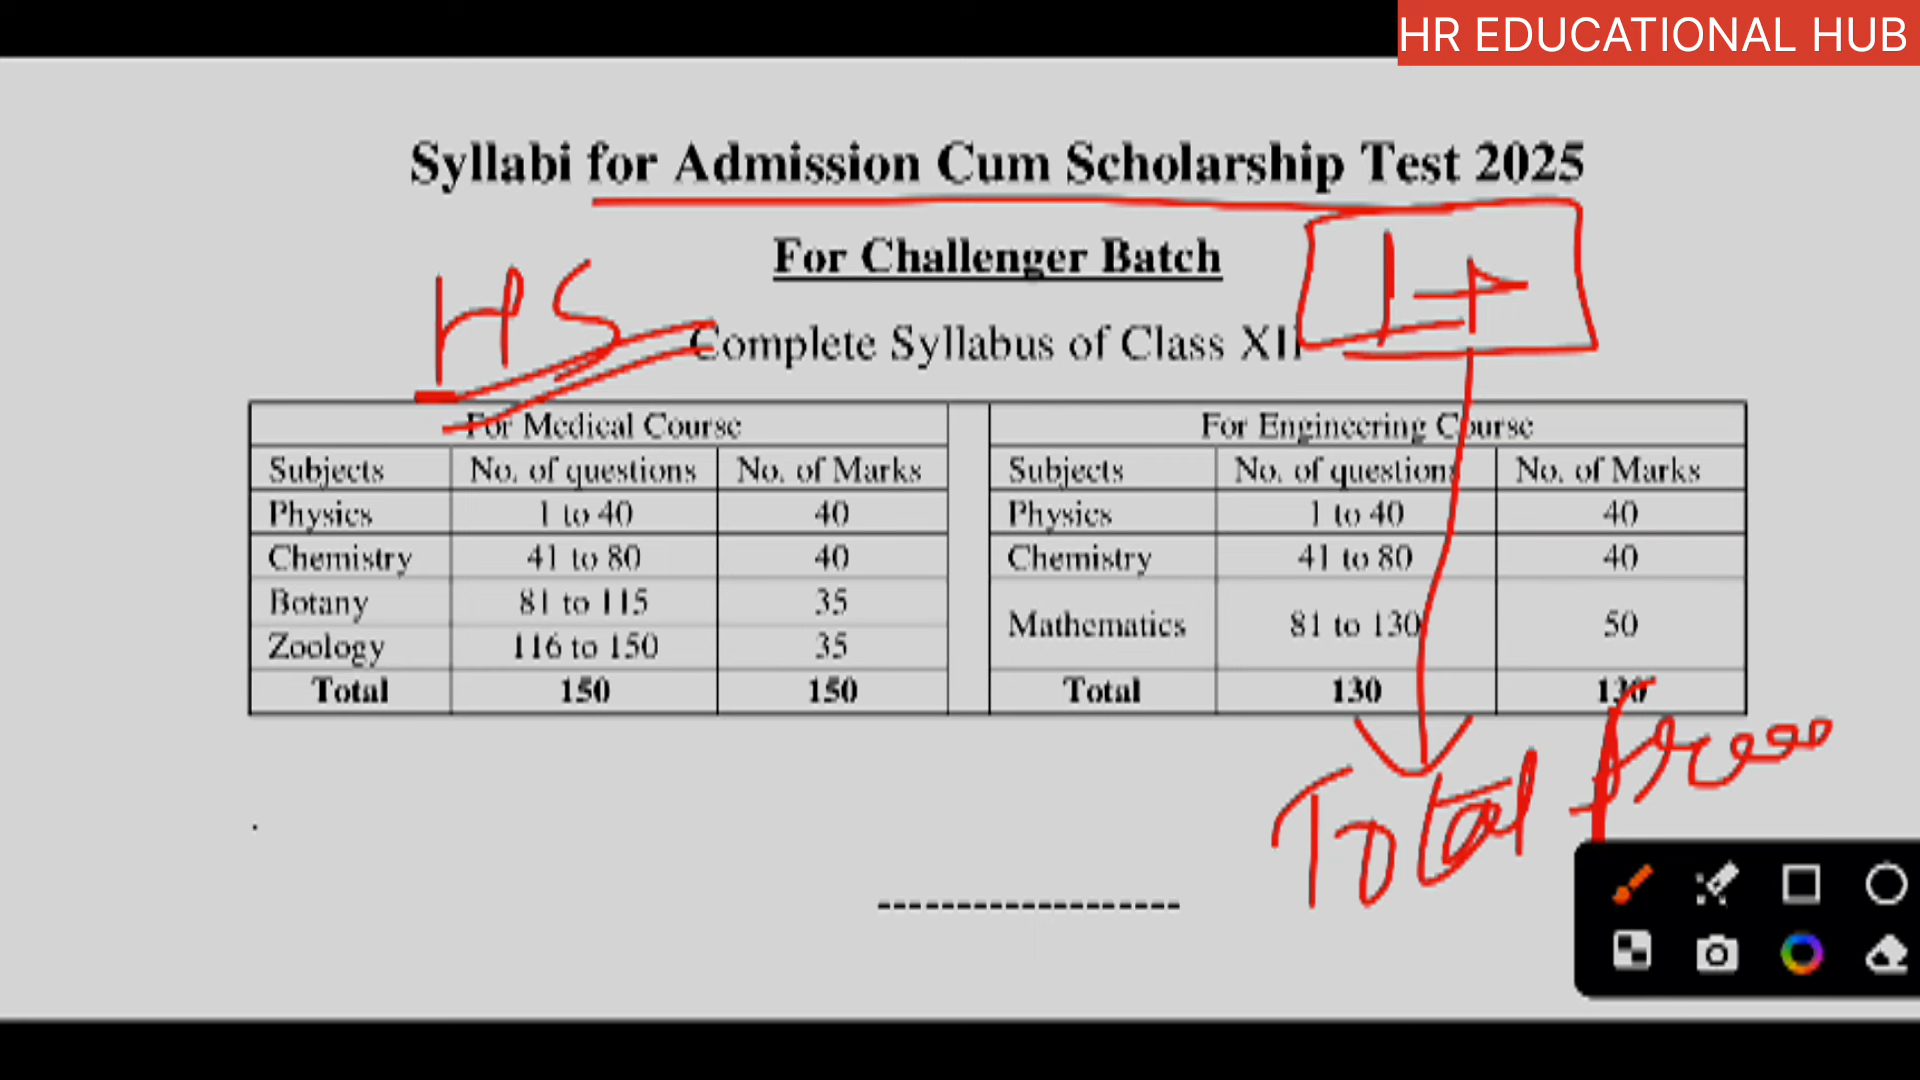 HR EDUCATIONAL HUB
Syllabi for Admission Cum Scholarship Test 2025
For Challenger Batch
HS
Complete Syllabus of Class XII
For Medical Course
Subjects No. of questions No. of Marks
Physics 1 to 40 40
Chemistry 41 to 80 40
Botany 81 to 115 35
Zoology 116 to 150 35
Total 150 150
For Engineering Course
Subjects No. of questions No. of Marks
Physics 1 to 40 40
Chemistry 41 to 80 40
Mathematics 81 to 130 50
Total 130 130
Total